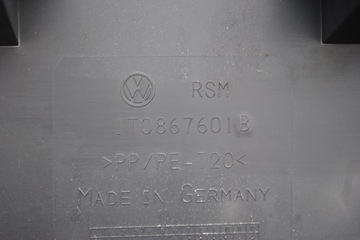 RSM
1T0867601B
>PP/PE-T20<
MADE IN GERMANY